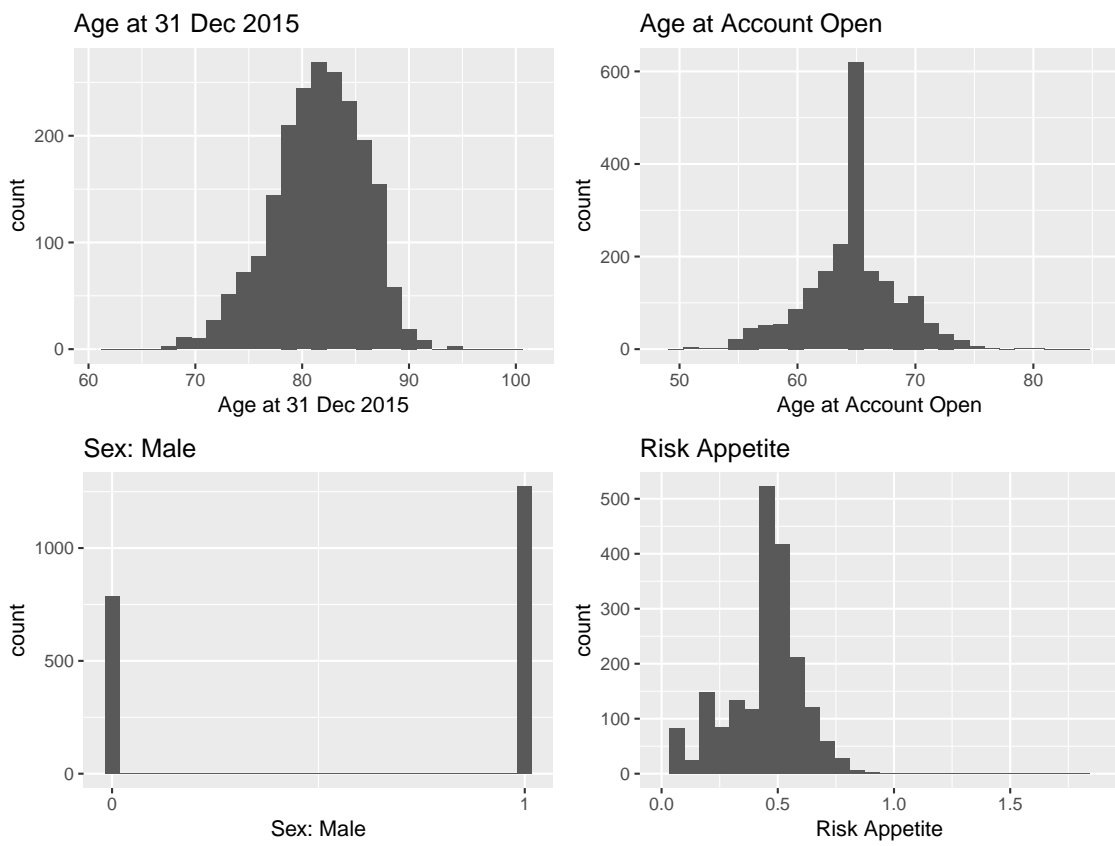 Age at 31 Dec 2015
count
200
100
0
60 70 80 90 100
Age at 31 Dec 2015
Age at Account Open
count
600
400
200
0
50 60 70 80
Age at Account Open
Sex: Male
count
1000
500
0
0 1
Sex: Male
Risk Appetite
count
500
400
300
200
100
0
0.0 0.5 1.0 1.5
Risk Appetite